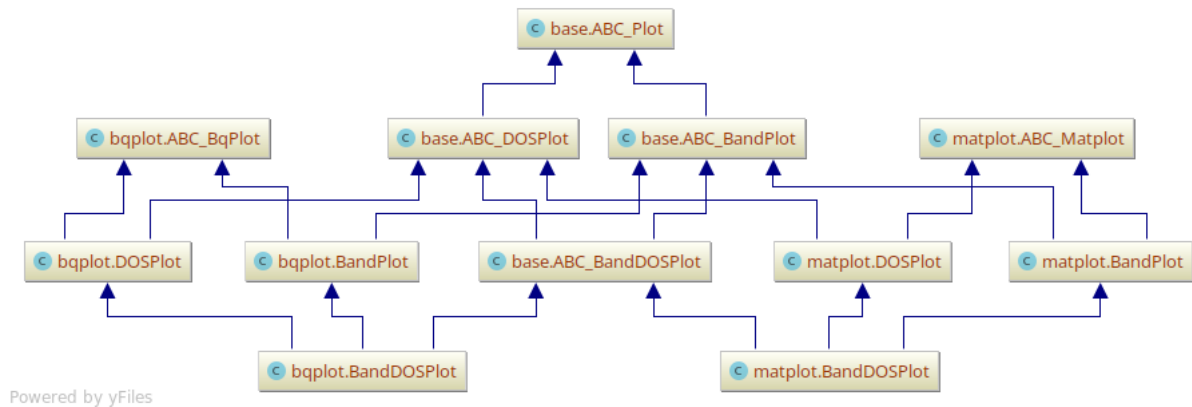 C base.ABC_Plot
C bqplot.ABC_BqPlot
C base.ABC_DOSPlot
C base.ABC_BandPlot
C matplot.ABC_Matplot
C bqplot.DOSPlot
C bqplot.BandPlot
C base.ABC_BandDOSPlot
C matplot.DOSPlot
C matplot.BandPlot
C bqplot.BandDOSPlot
C matplot.BandDOSPlot
Powered by yFiles